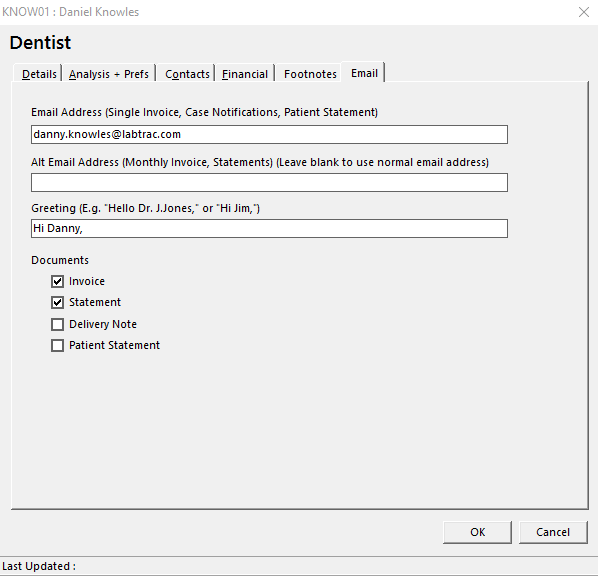 KNOW01 : Daniel Knowles
Dentist
Details Analysis + Prefs Contacts Financial Footnotes Email
Email Address (Single Invoice, Case Notifications, Patient Statement)
danny.knowles@labtrac.com
Alt Email Address (Monthly Invoice, Statements) (Leave blank to use normal email address)
Greeting (E.g. "Hello Dr. J.Jones," or "Hi Jim,")
Hi Danny,
Documents
Invoice
Statement
Delivery Note
Patient Statement
OK Cancel
Last Updated :